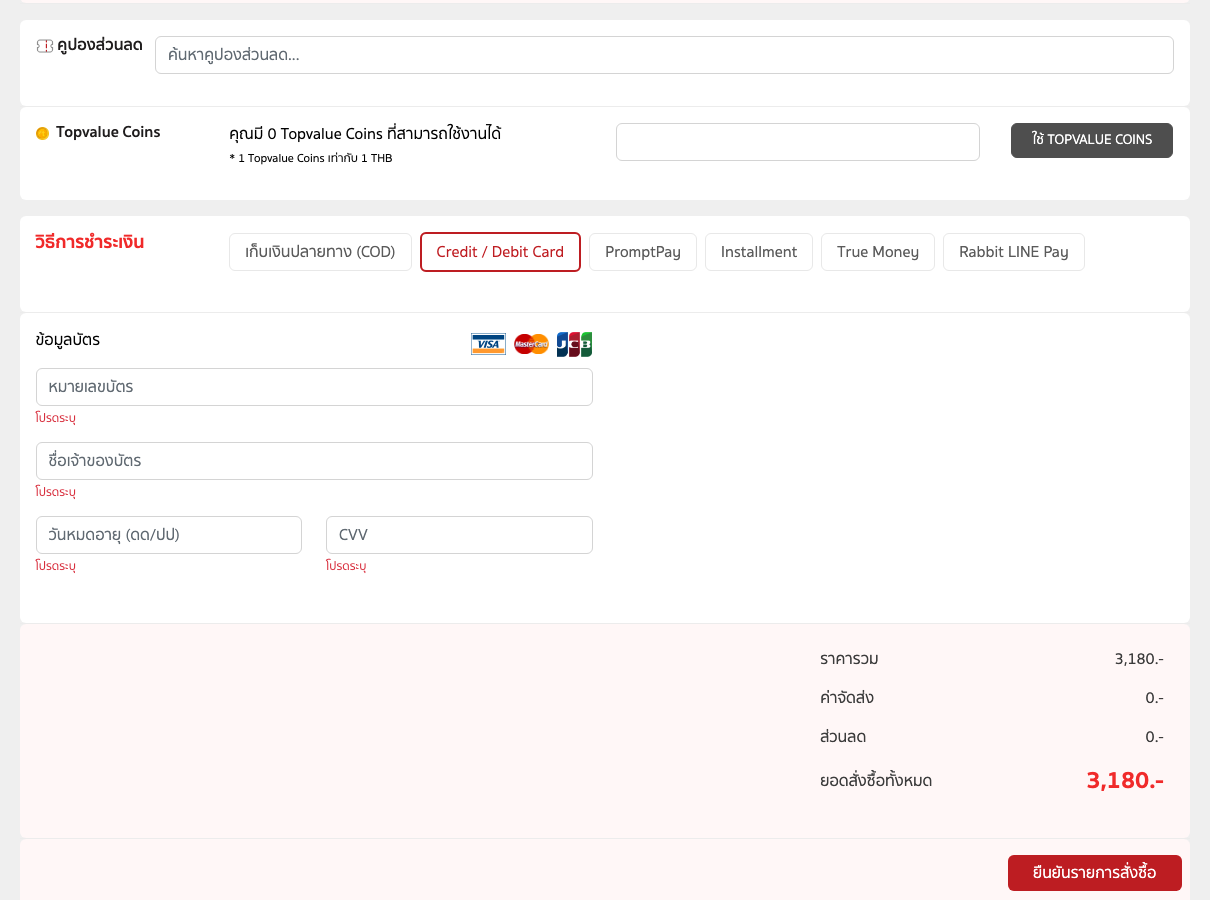 คูปองส่วนลด
ค้นหาคูปองส่วนลด...
Topvalue Coins
คุณมี 0 Topvalue Coins ที่สามารถใช้งานได้
* 1 Topvalue Coins เท่ากับ 1 THB
ใช้ TOPVALUE COINS
วิธีการชำระเงิน
เก็บเงินปลายทาง (COD)
Credit / Debit Card
PromptPay
Installment
True Money
Rabbit LINE Pay
ข้อมูลบัตร
VISA
MasterCard
JCB
หมายเลขบัตร
โปรดระบุ
ชื่อเจ้าของบัตร
โปรดระบุ
วันหมดอายุ (ดด/ปป)
CVV
โปรดระบุ
โปรดระบุ
ราคารวม 3,180.-
ค่าจัดส่ง 0.-
ส่วนลด 0.-
ยอดสั่งซื้อทั้งหมด 3,180.-
ยืนยันรายการสั่งซื้อ